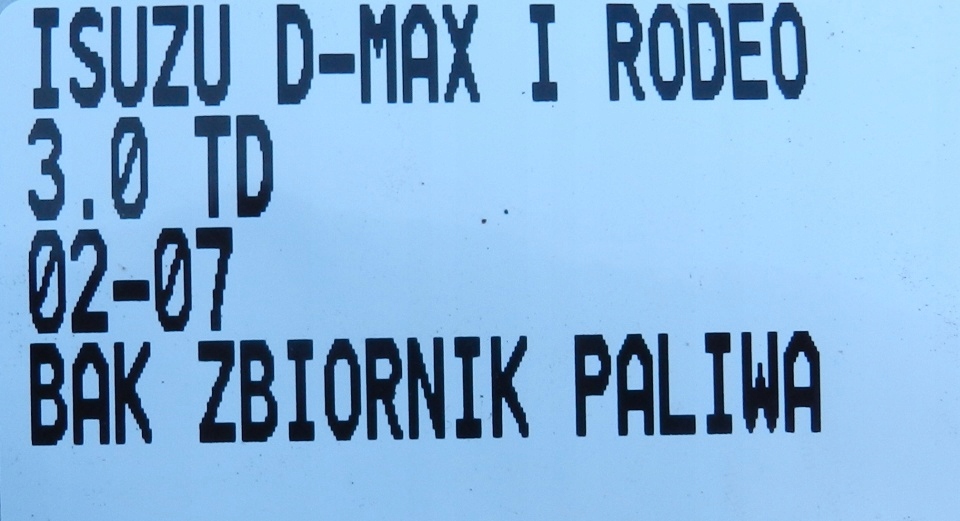 ISUZU D-MAX I RODEO
3.0 TD
02-07
BAK ZBIORNIK PALIWA